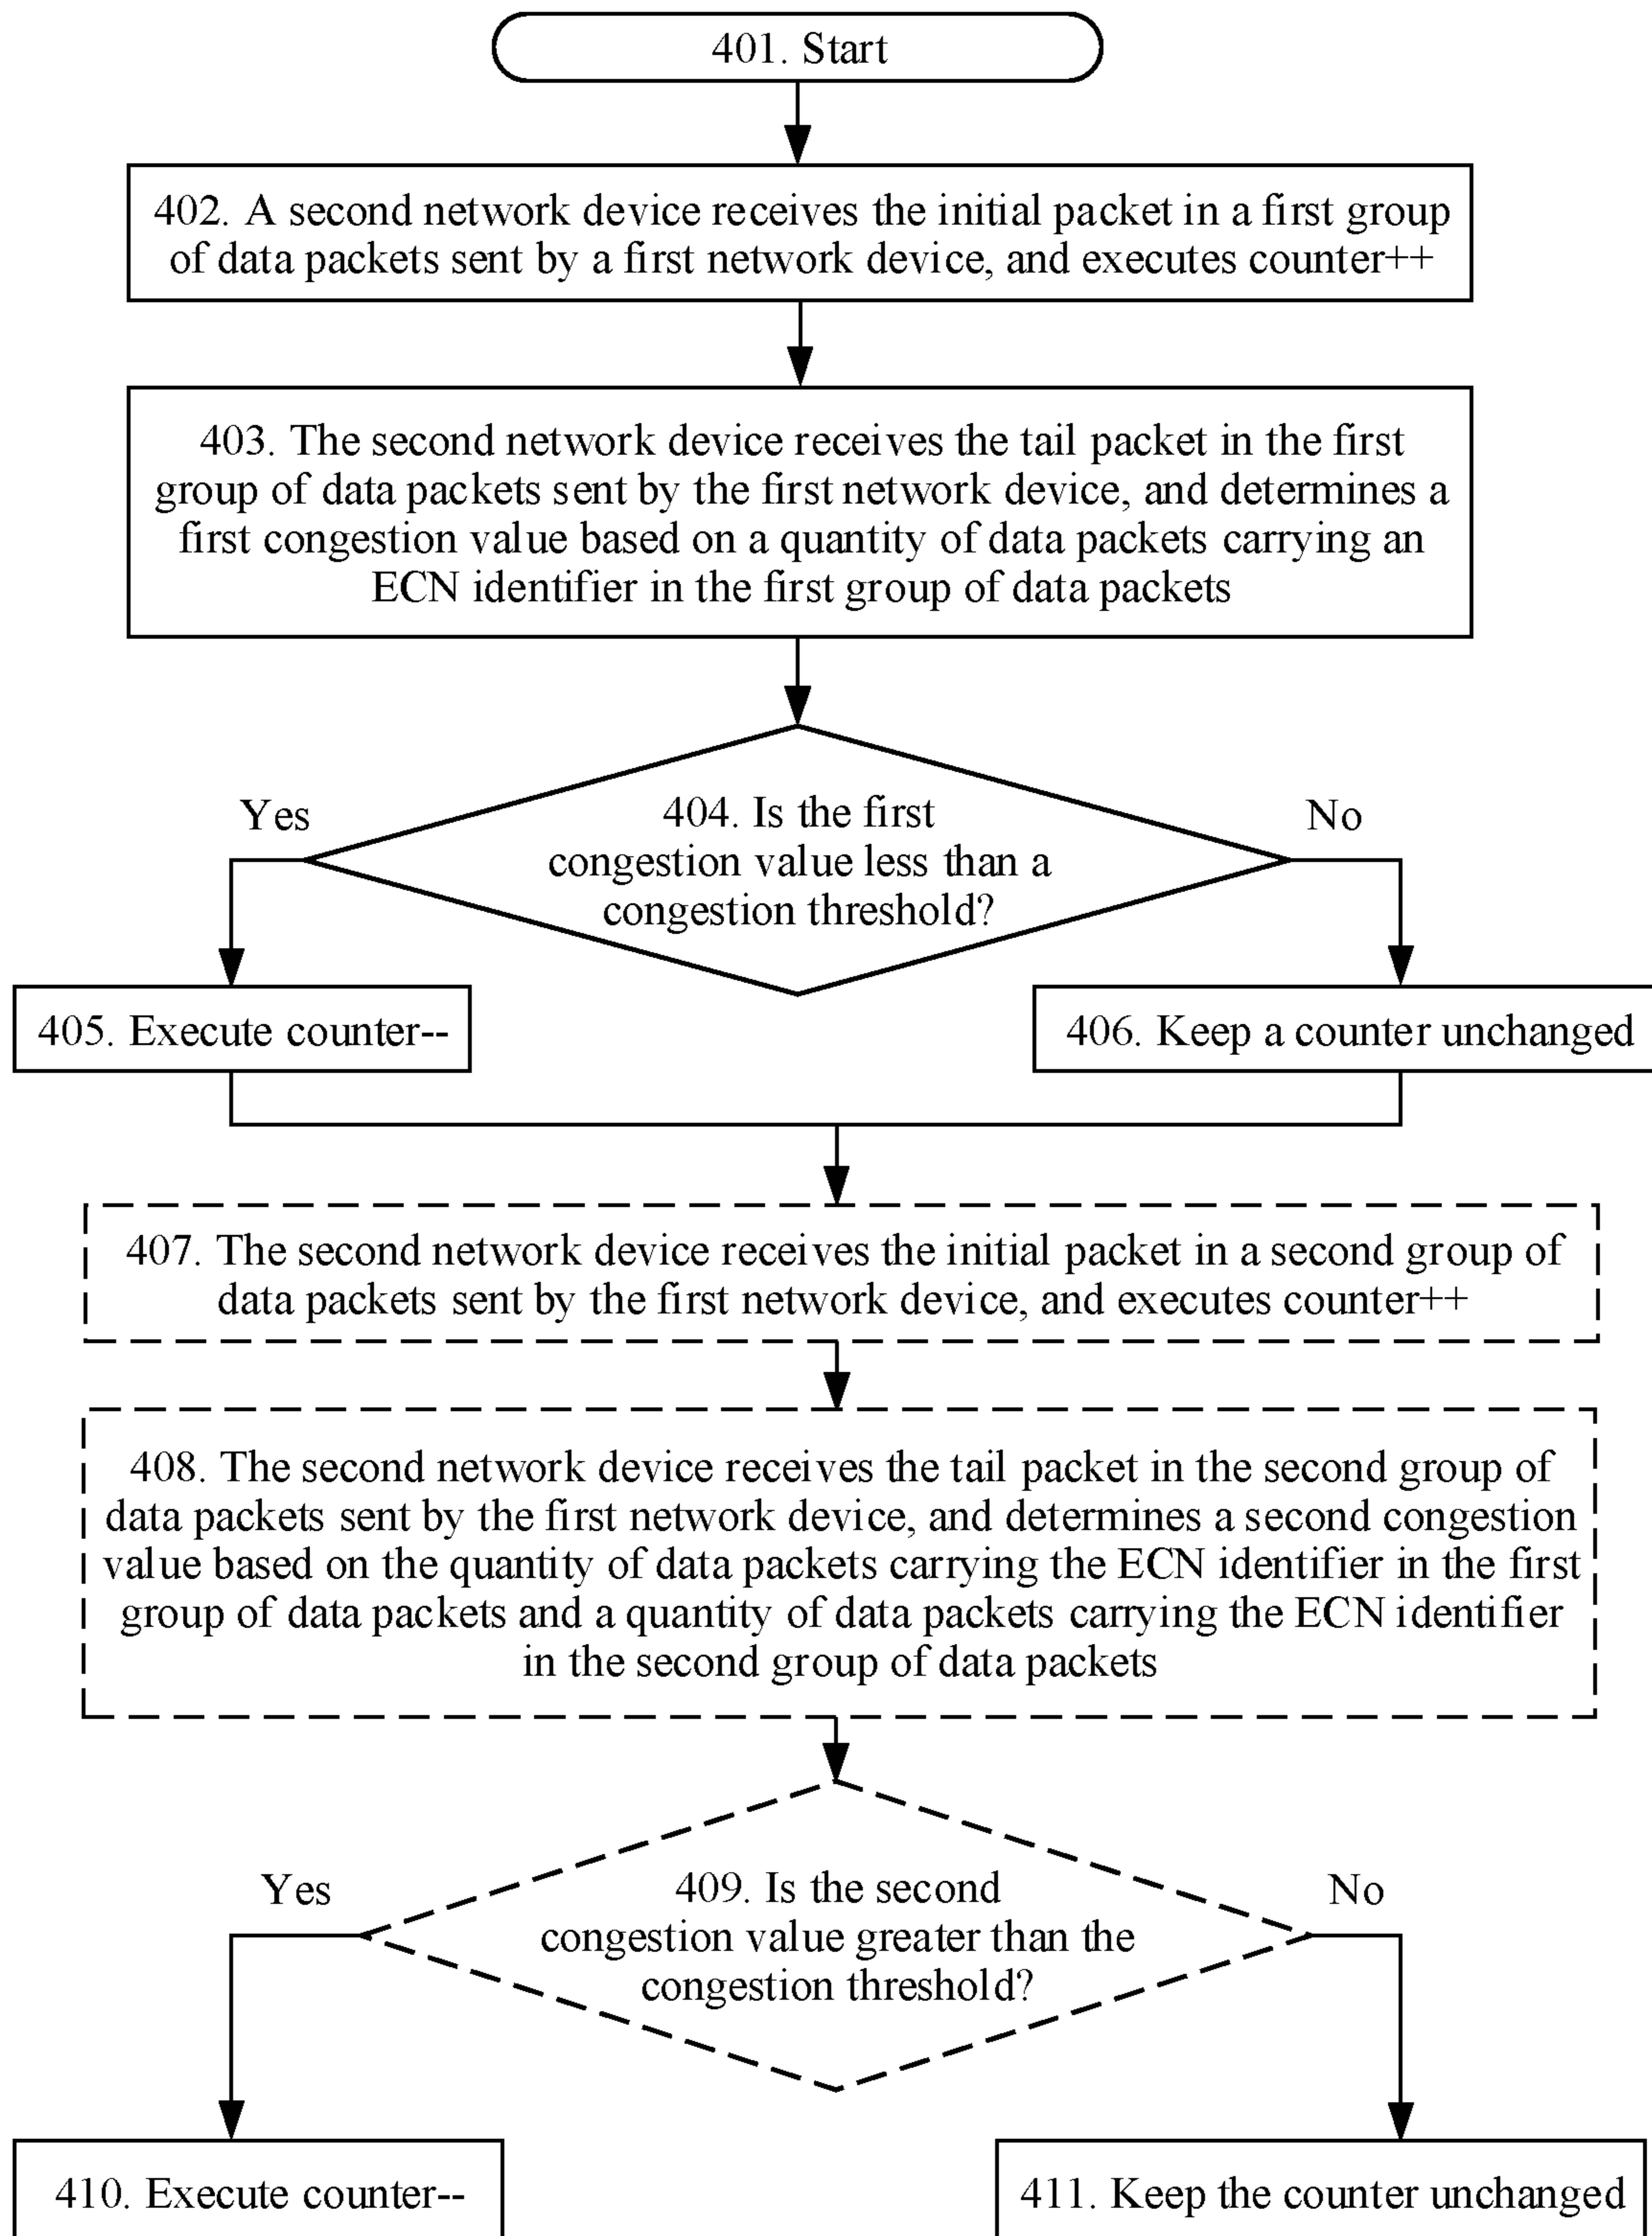 401. Start
402. A second network device receives the initial packet in a first group
of data packets sent by a first network device, and executes counter++
403. The second network device receives the tail packet in the first
group of data packets sent by the first network device, and determines a
first congestion value based on a quantity of data packets carrying an
ECN identifier in the first group of data packets
Yes
404. Is the first
congestion value less than a
congestion threshold?
No
405. Execute counter--
406. Keep a counter unchanged
407. The second network device receives the initial packet in a second group of
data packets sent by the first network device, and executes counter++
408. The second network device receives the tail packet in the second group of
data packets sent by the first network device, and determines a second congestion
value based on the quantity of data packets carrying the ECN identifier in the first
group of data packets and a quantity of data packets carrying the ECN identifier
in the second group of data packets
Yes
409. Is the second
congestion value greater than the
congestion threshold?
No
410. Execute counter--
411. Keep the counter unchanged